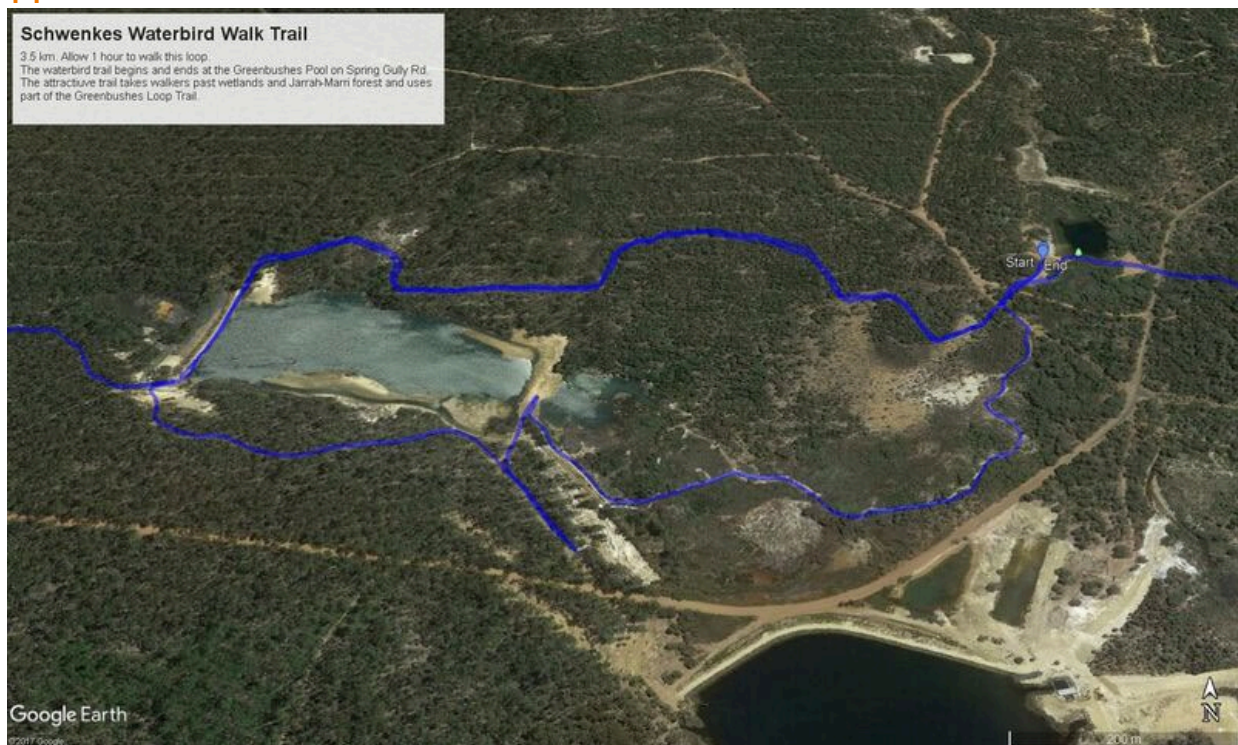 Schwenkes Waterbird Walk Trail
3.5 km. Allow 1 hour to walk this loop.
The waterbird trail begins and ends at the Greenbushes Pool on Spring Gully Rd.
The attractiuve trail takes walkers past wetlands and Jarrah-Marri forest and uses
part of the Greenbushes Loop Trail.
Start
End
Google Earth
N
©2017 Google
200 m